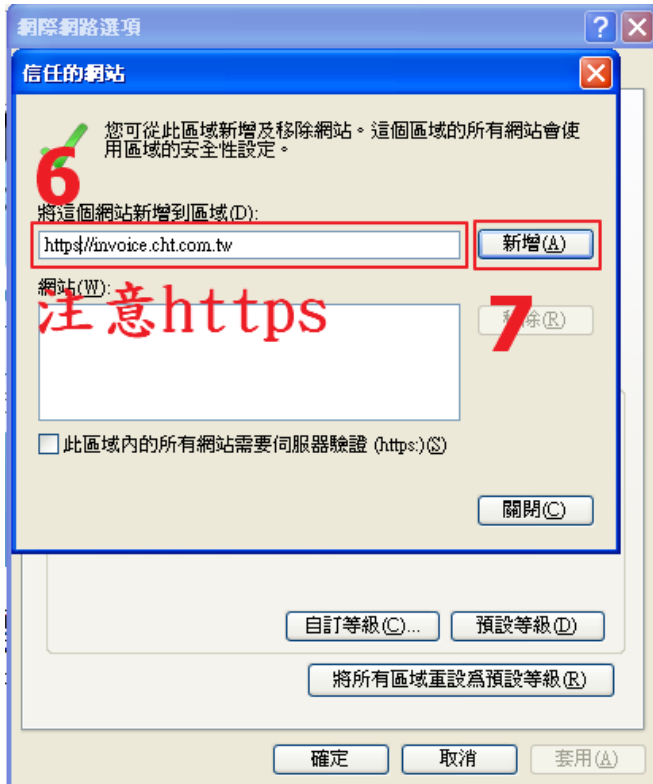 網際網路選項
信任的網站
您可從此區域新增及移除網站。這個區域的所有網站會使
用區域的安全性設定。
6
將這個網站新增到區域(D):
https//invoice.cht.com.tw
新增(A)
網站(W):
注意https
7
移除(R)
此區域內的所有網站需要伺服器驗證 (https:)(S)
關閉(C)
自訂等級(C)...
預設等級(D)
將所有區域重設為預設等級(R)
確定
取消
套用(A)